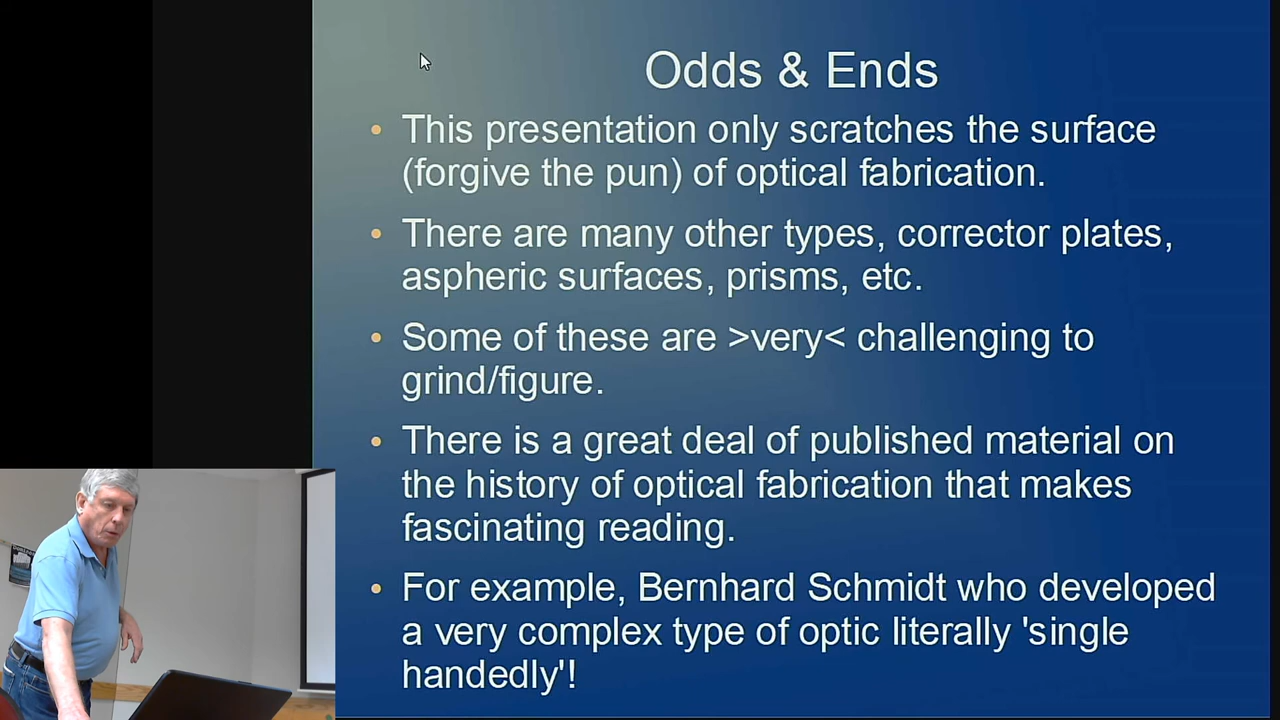 Odds & Ends
• This presentation only scratches the surface
(forgive the pun) of optical fabrication.
• There are many other types, corrector plates,
aspheric surfaces, prisms, etc.
• Some of these are >very< challenging to
grind/figure.
• There is a great deal of published material on
the history of optical fabrication that makes
fascinating reading.
• For example, Bernhard Schmidt who developed
a very complex type of optic literally 'single
handedly'!